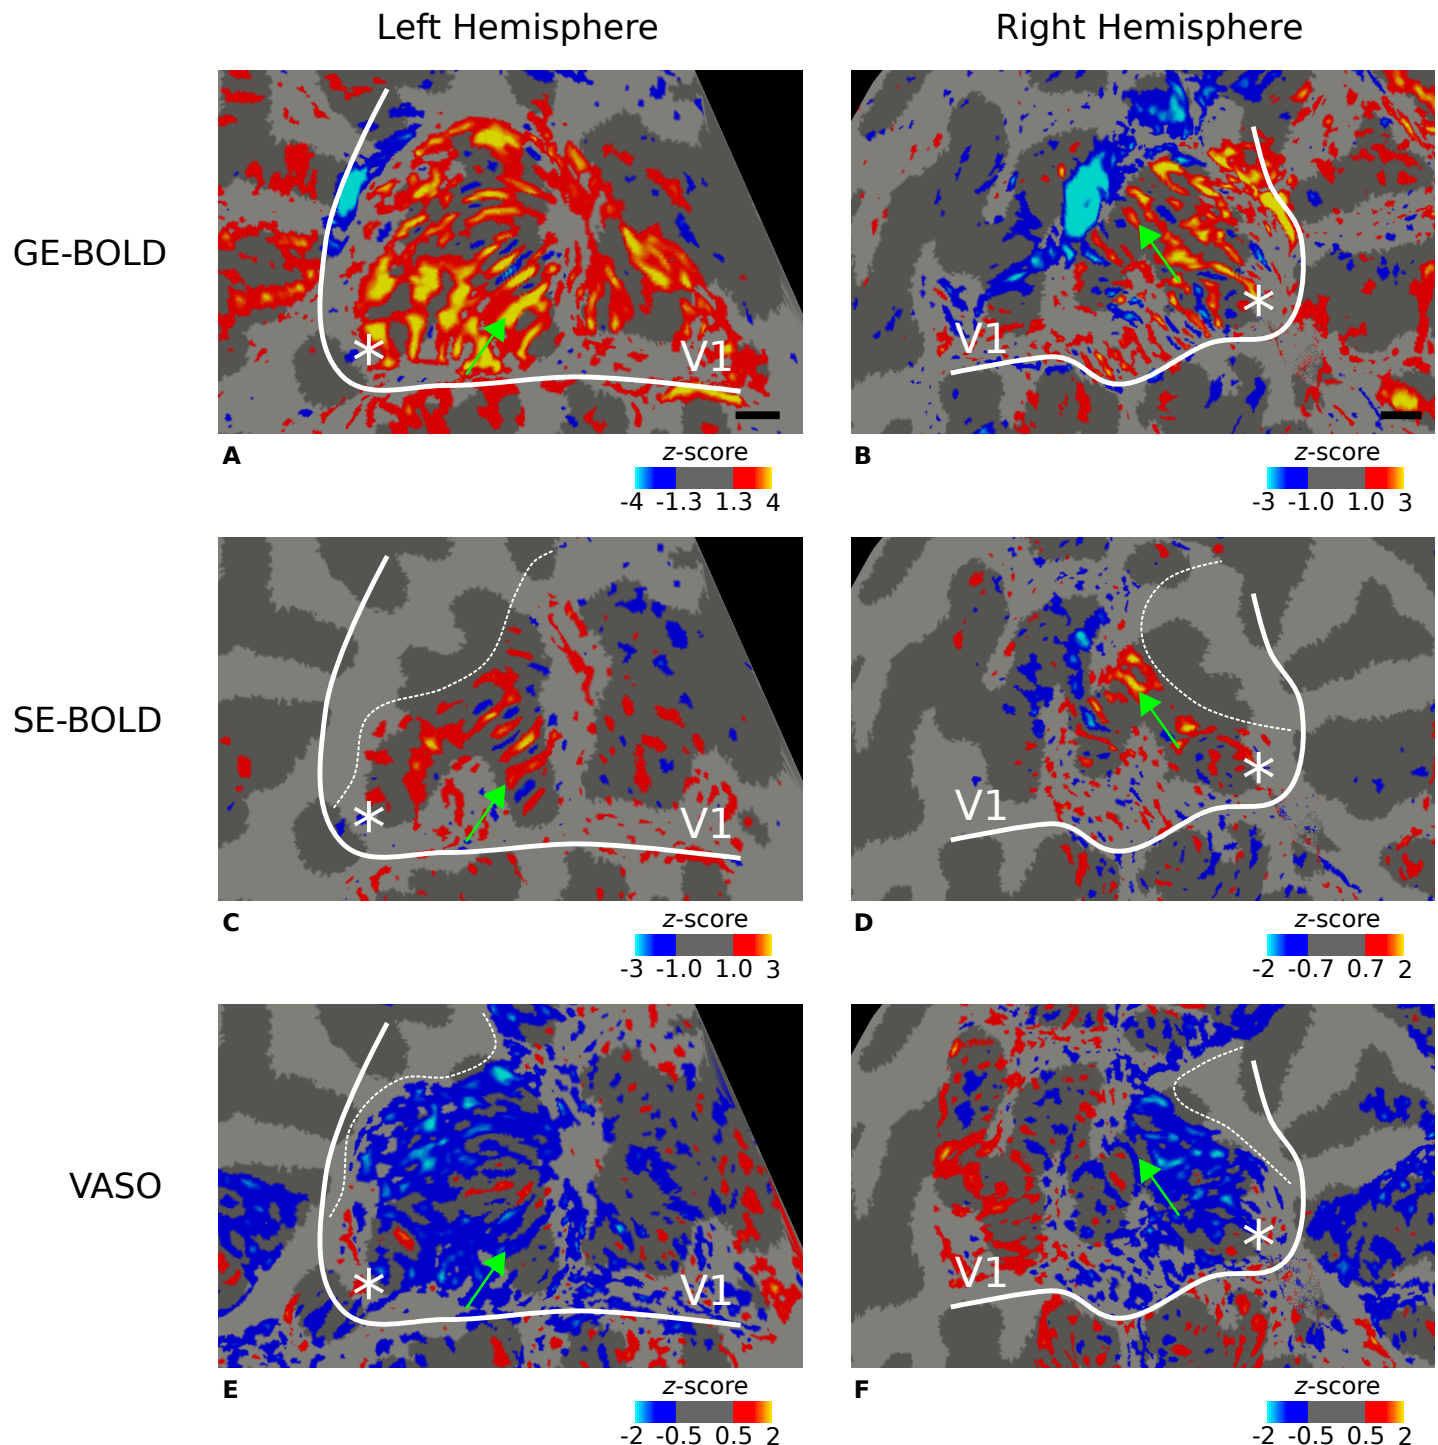 Left Hemisphere
Right Hemisphere
GE-BOLD
* V1
V1 *
A
z-score
-4 -1.3 1.3 4
B
z-score
-3 -1.0 1.0 3
SE-BOLD
* V1
V1 *
C
z-score
-3 -1.0 1.0 3
D
z-score
-2 -0.7 0.7 2
VASO
* V1
V1 *
E
z-score
-2 -0.5 0.5 2
F
z-score
-2 -0.5 0.5 2